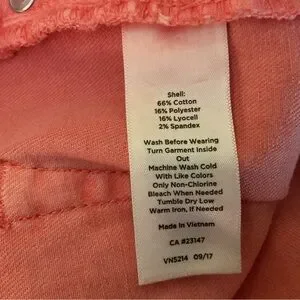 Shell:
66% Cotton
16% Polyester
16% Lyocell
2% Spandex
Wash Before Wearing
Turn Garment Inside
Out
Machine Wash Cold
With Like Colors
Only Non-Chlorine
Bleach When Needed
Tumble Dry Low
Warm Iron, If Needed
Made in Vietnam
CA #23147
VN5214 09/17